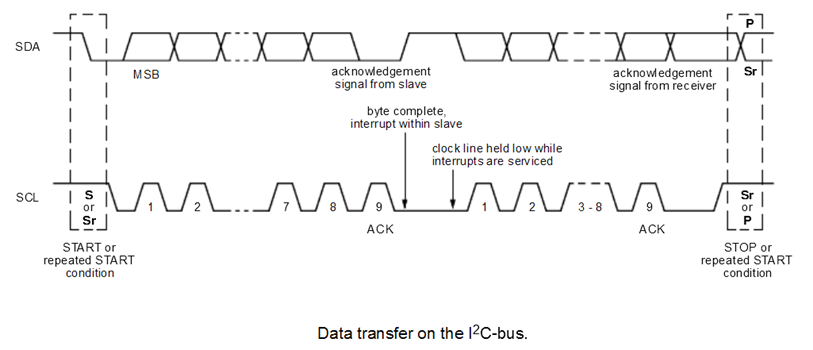 P
SDA
MSB
acknowledgement
signal from slave
acknowledgement
signal from receiver
Sr
byte complete,
interrupt within slave
clock line held low while
interrupts are serviced
SCL
S
or
Sr
1
2
7
8
9
1
2
3 - 8
9
Sr
or
P
ACK
ACK
START or
repeated START
condition
STOP or
repeated START
condition
Data transfer on the I²C-bus.